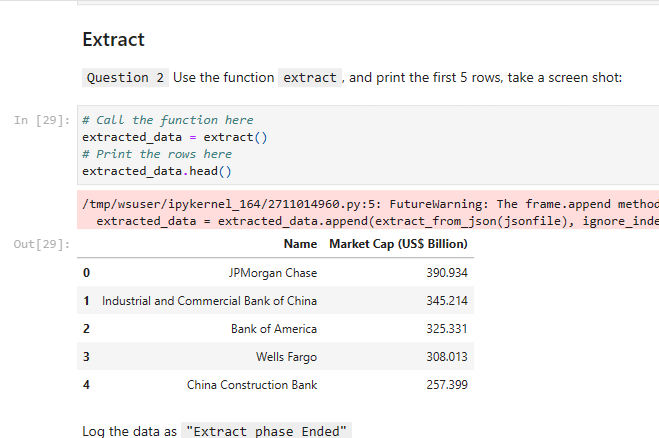 Extract
Question 2 Use the function extract , and print the first 5 rows, take a screen shot:
In [29]: # Call the function here
extracted_data = extract()
# Print the rows here
extracted_data.head()
/tmp/wsuser/ipykernel_164/2711014960.py:5: FutureWarning: The frame.append method
extracted_data = extracted_data.append(extract_from_json(jsonfile), ignore_inde
Out[29]:
Name Market Cap (US$ Billion)
0 JPMorgan Chase 390.934
1 Industrial and Commercial Bank of China 345.214
2 Bank of America 325.331
3 Wells Fargo 308.013
4 China Construction Bank 257.399
Log the data as "Extract phase Ended"